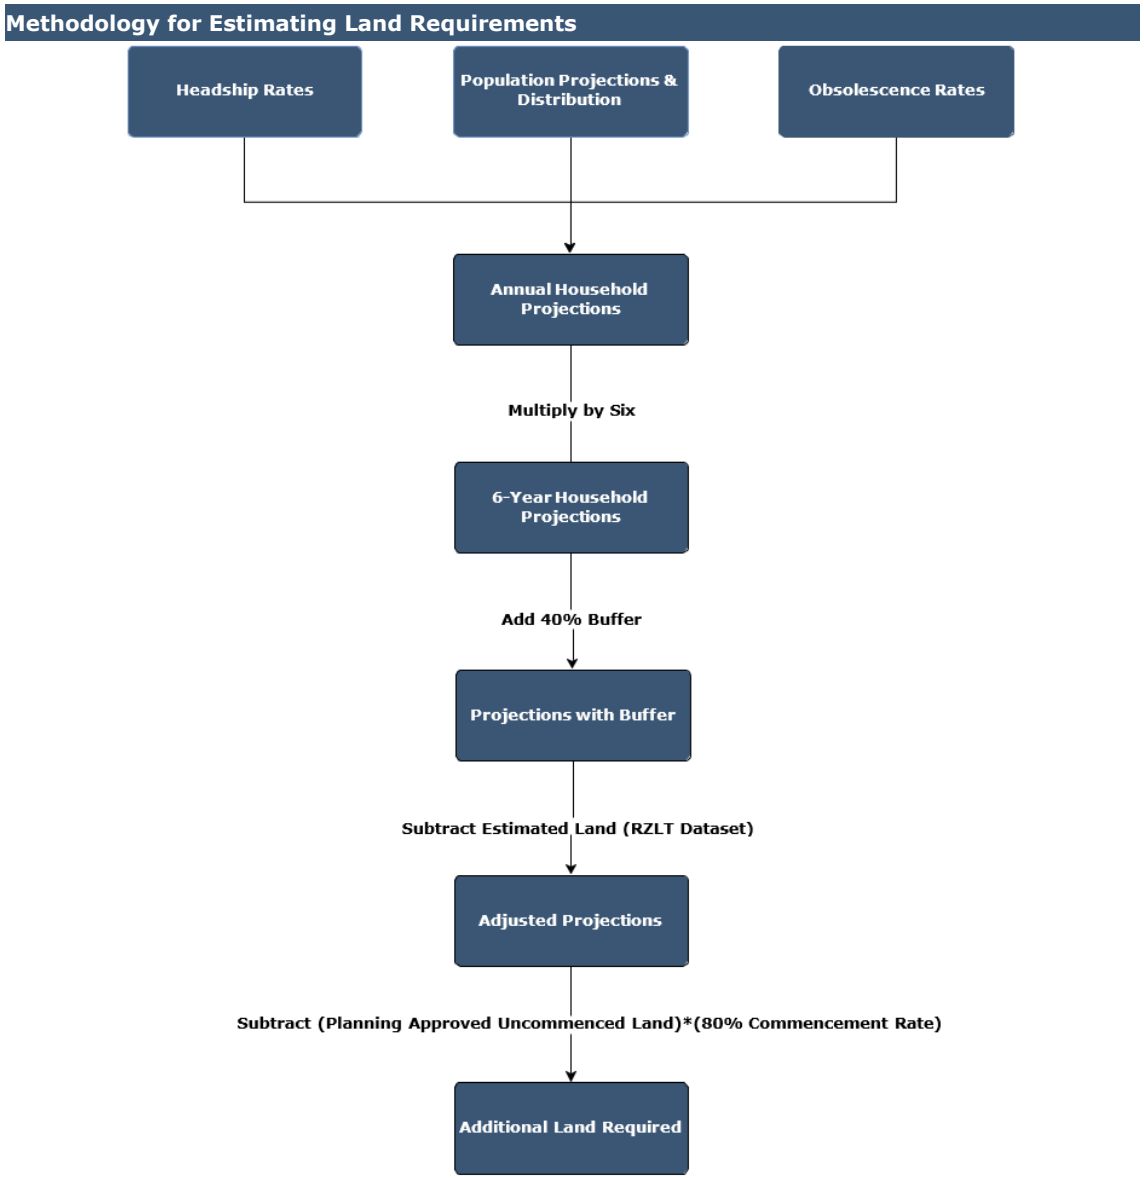 Methodology for Estimating Land Requirements
Headship Rates
Population Projections &
Distribution
Obsolescence Rates
Annual Household
Projections
Multiply by Six
6-Year Household
Projections
Add 40% Buffer
Projections with Buffer
Subtract Estimated Land (RZLT Dataset)
Adjusted Projections
Subtract (Planning Approved Uncommenced Land)*(80% Commencement Rate)
Additional Land Required